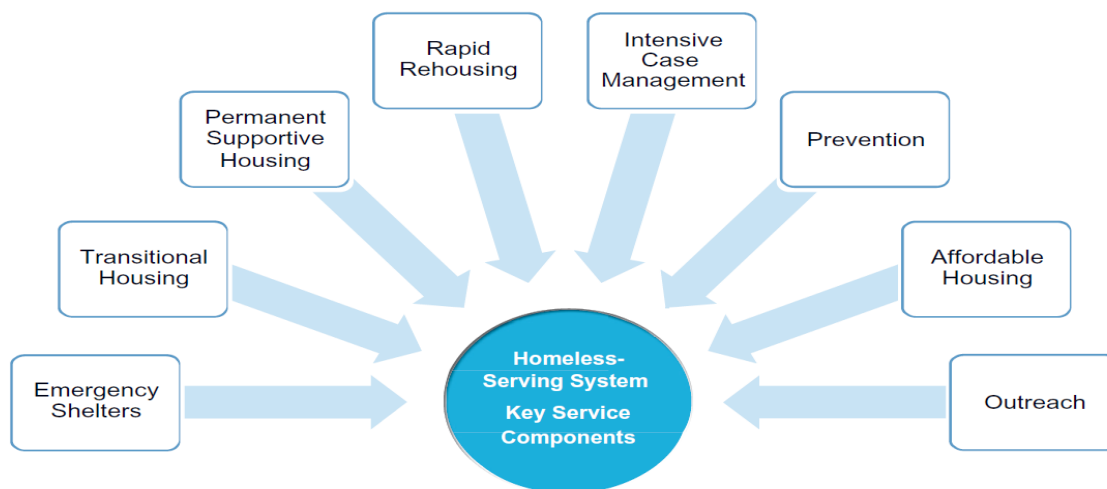 Rapid
Rehousing
Intensive
Case
Management
Permanent
Supportive
Housing
Prevention
Transitional
Housing
Affordable
Housing
Emergency
Shelters
Homeless-
Serving System
Key Service
Components
Outreach